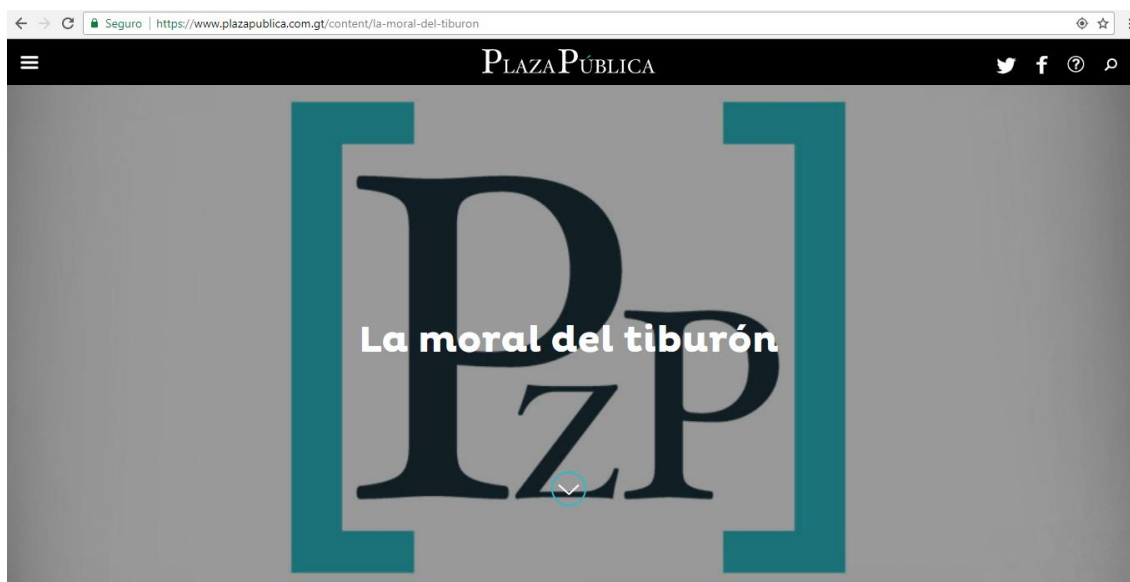 Seguro | https://www.plazapublica.com.gt/content/la-moral-del-tiburon
PLAZA PÚBLICA
PZP
La moral del tiburón